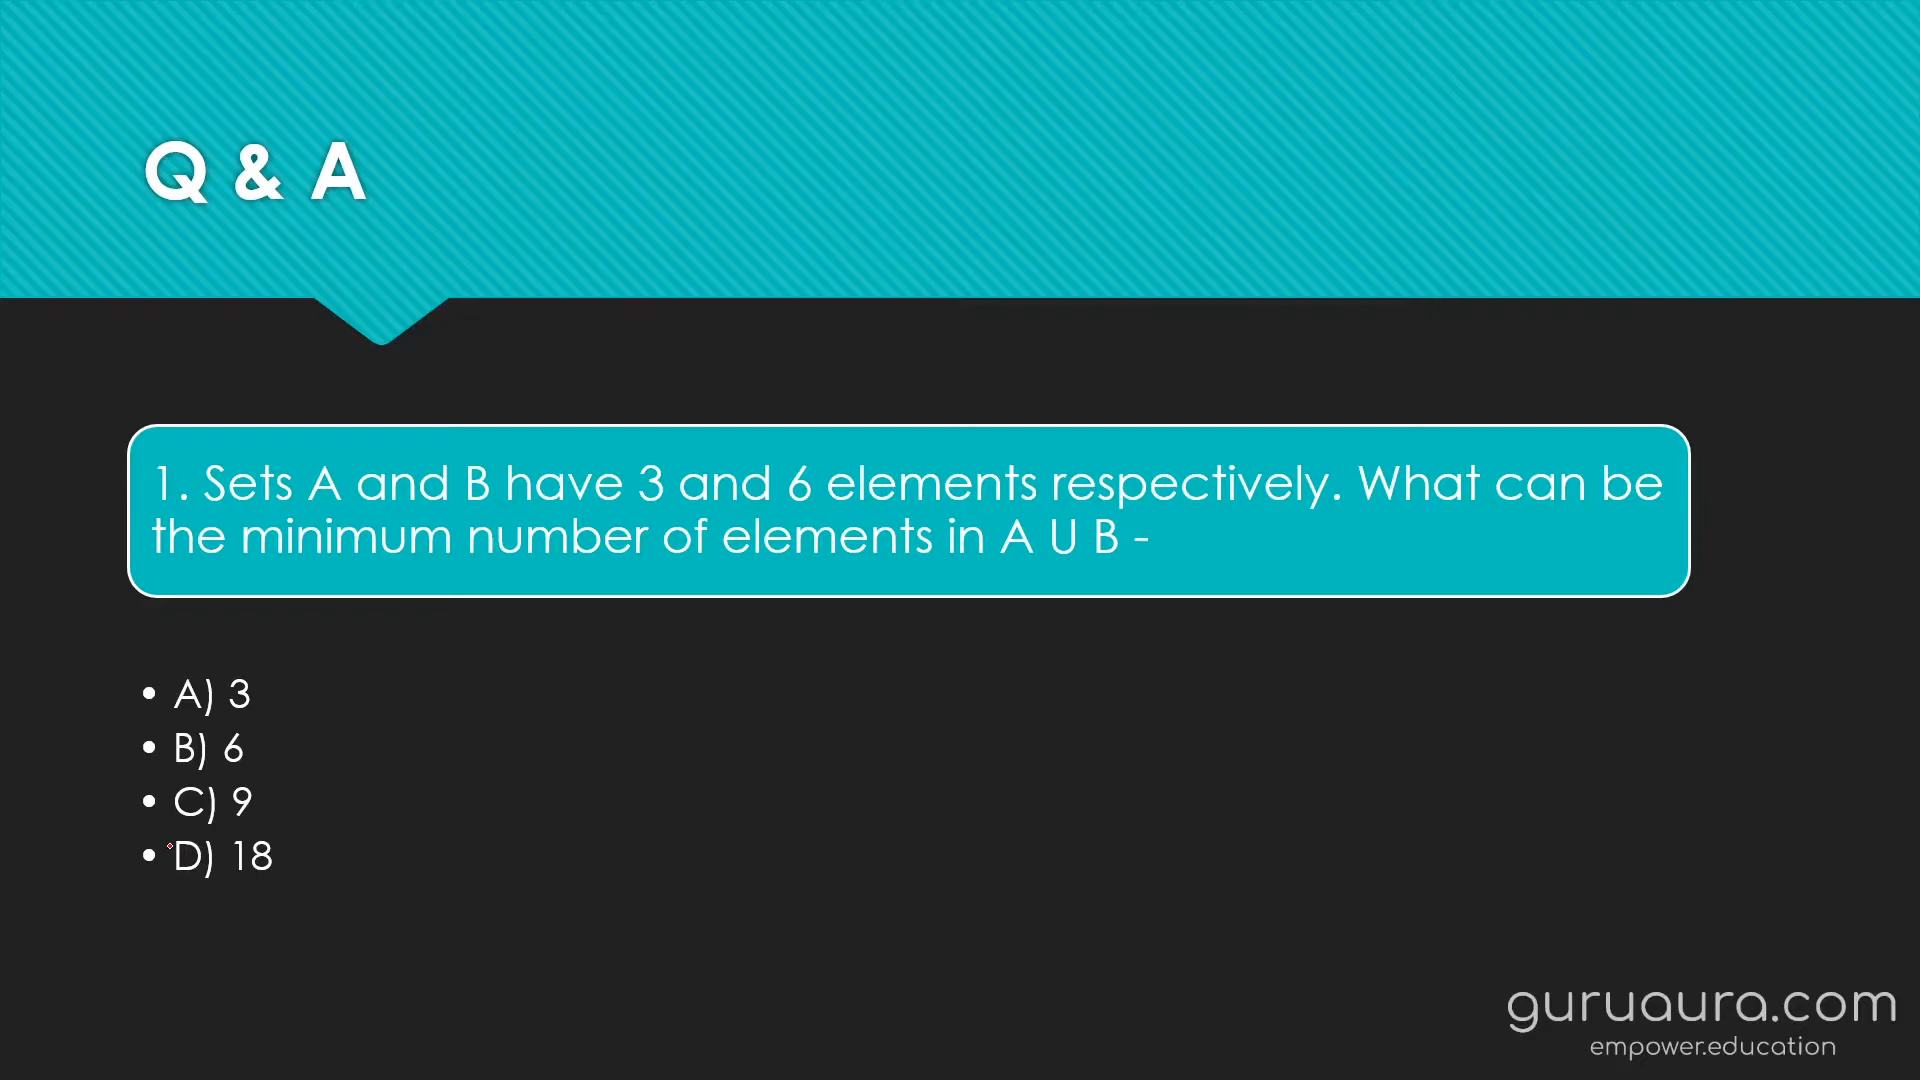 Q & A
1. Sets A and B have 3 and 6 elements respectively. What can be
the minimum number of elements in A U B -
• A) 3
• B) 6
• C) 9
• D) 18
guruaura.com
empower.education